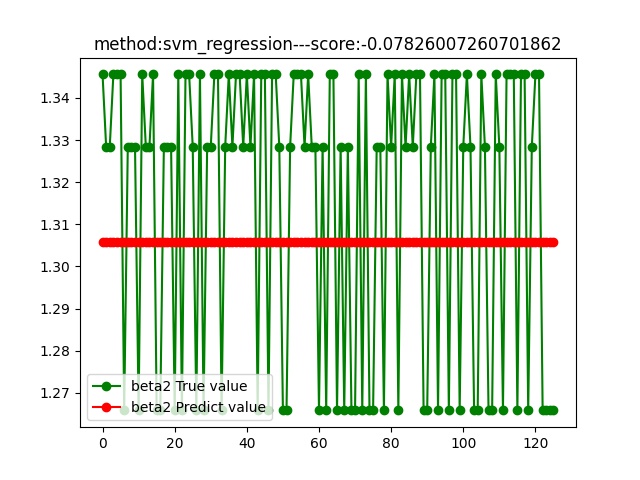 method:svm_regression---score:-0.07826007260701862
1.34
1.33
1.32
1.31
1.30
1.29
1.28
1.27
beta2 True value
beta2 Predict value
0 20 40 60 80 100 120